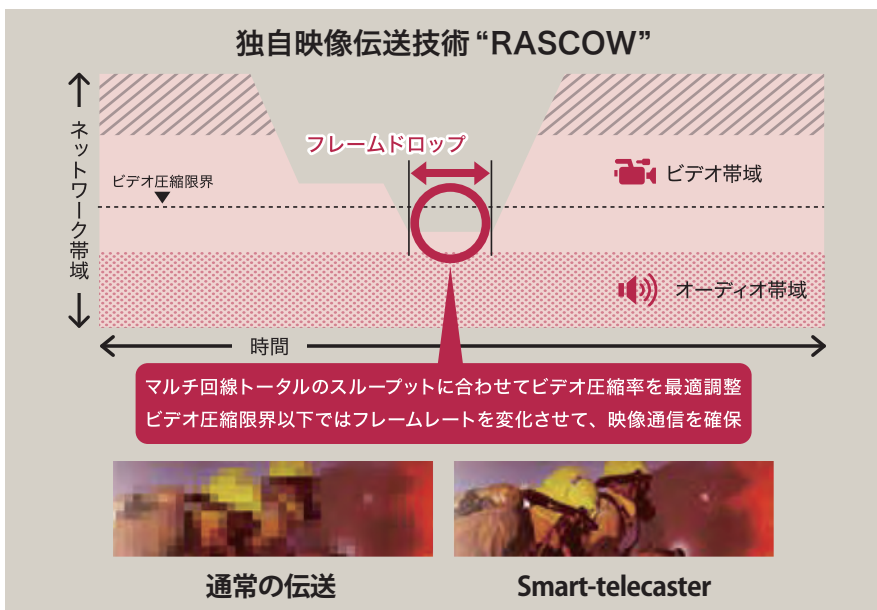 独自映像伝送技術“RASCOW”
ネットワーク帯域
フレームドロップ
ビデオ圧縮限界
ビデオ帯域
オーディオ帯域
時間
マルチ回線トータルのスループットに合わせてビデオ圧縮率を最適調整
ビデオ圧縮限界以下ではフレームレートを変化させて、映像通信を確保
通常の伝送
Smart-telecaster